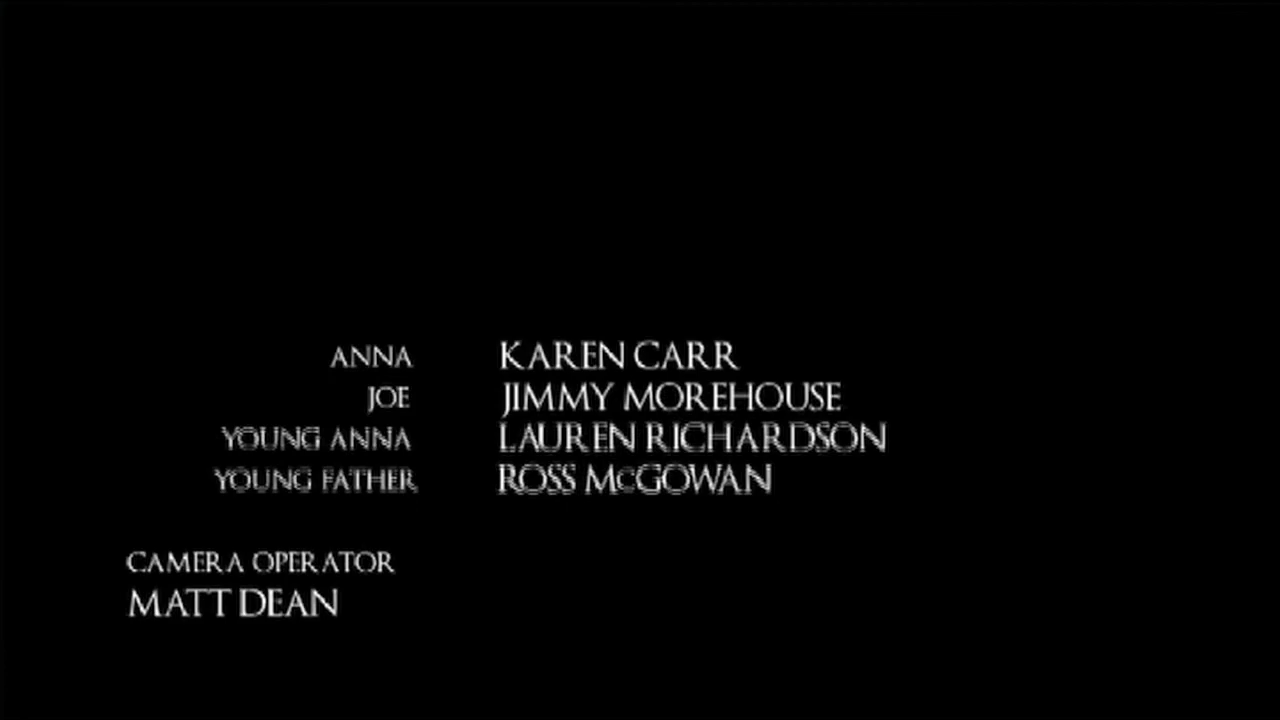 ANNA KAREN CARR
JOE JIMMY MOREHOUSE
YOUNG ANNA LAUREN RICHARDSON
YOUNG FATHER ROSS McGOWAN
CAMERA OPERATOR
MATT DEAN